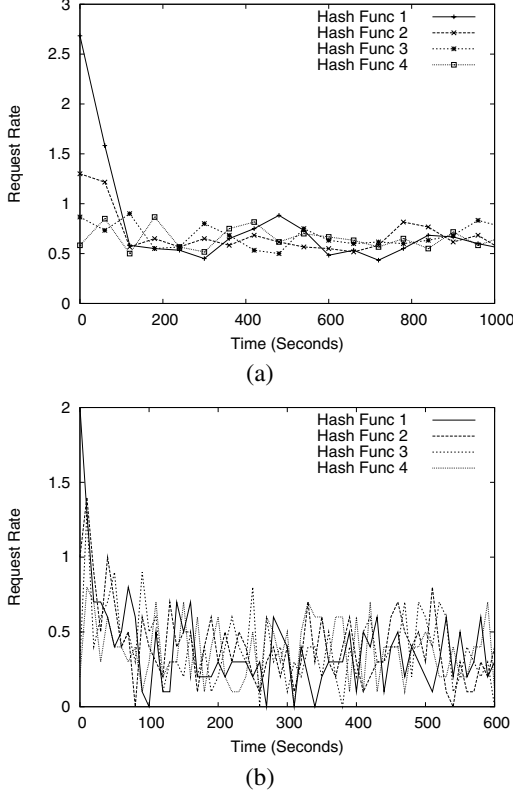 3
2.5
2
1.5
1
0.5
0
Request Rate
Hash Func 1
Hash Func 2
Hash Func 3
Hash Func 4
0 200 400 600 800 1000
Time (Seconds)
(a)
2
1.5
1
0.5
0
Request Rate
Hash Func 1
Hash Func 2
Hash Func 3
Hash Func 4
0 100 200 300 400 500 600
Time (Seconds)
(b)